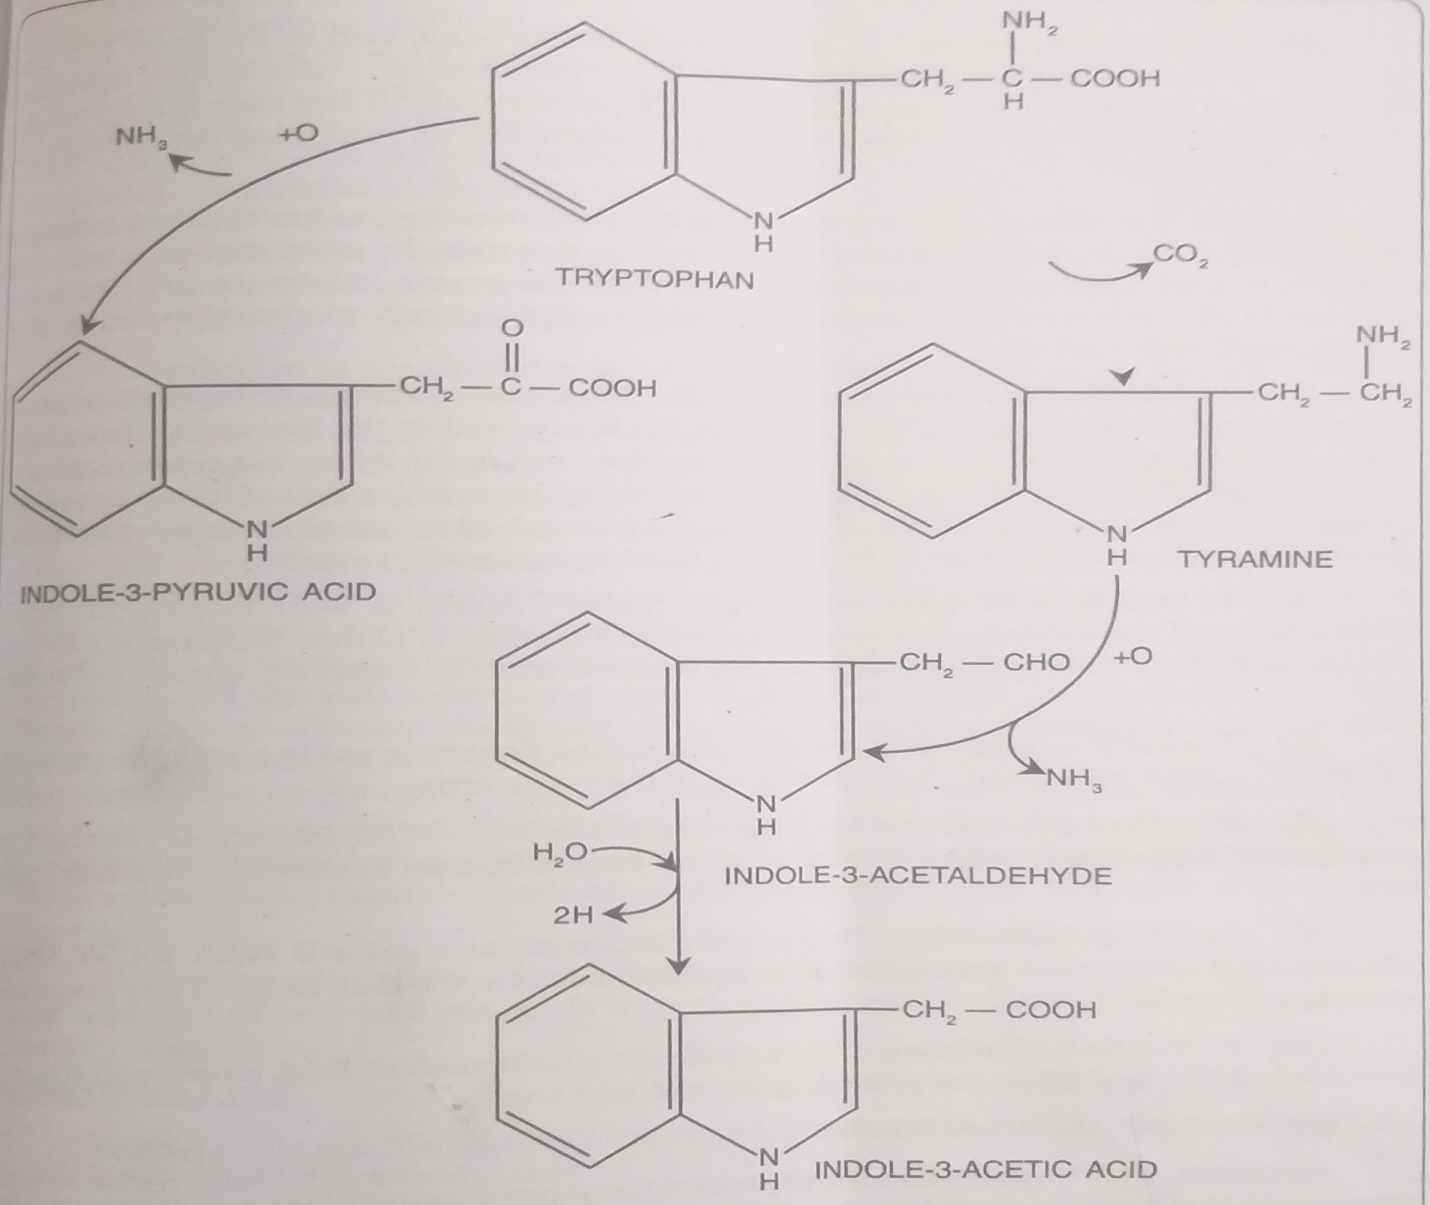 NH₂
CH₂ — C — COOH
H
NH₃ +O
N
H
TRYPTOPHAN
CO₂
O
CH₂ — C — COOH
N
H
INDOLE-3-PYRUVIC ACID
NH₂
CH₂ — CH₂
N
H
TYRAMINE
CH₂ — CHO
+O
NH₃
N
H
INDOLE-3-ACETALDEHYDE
H₂O
2H
CH₂ — COOH
N
H
INDOLE-3-ACETIC ACID